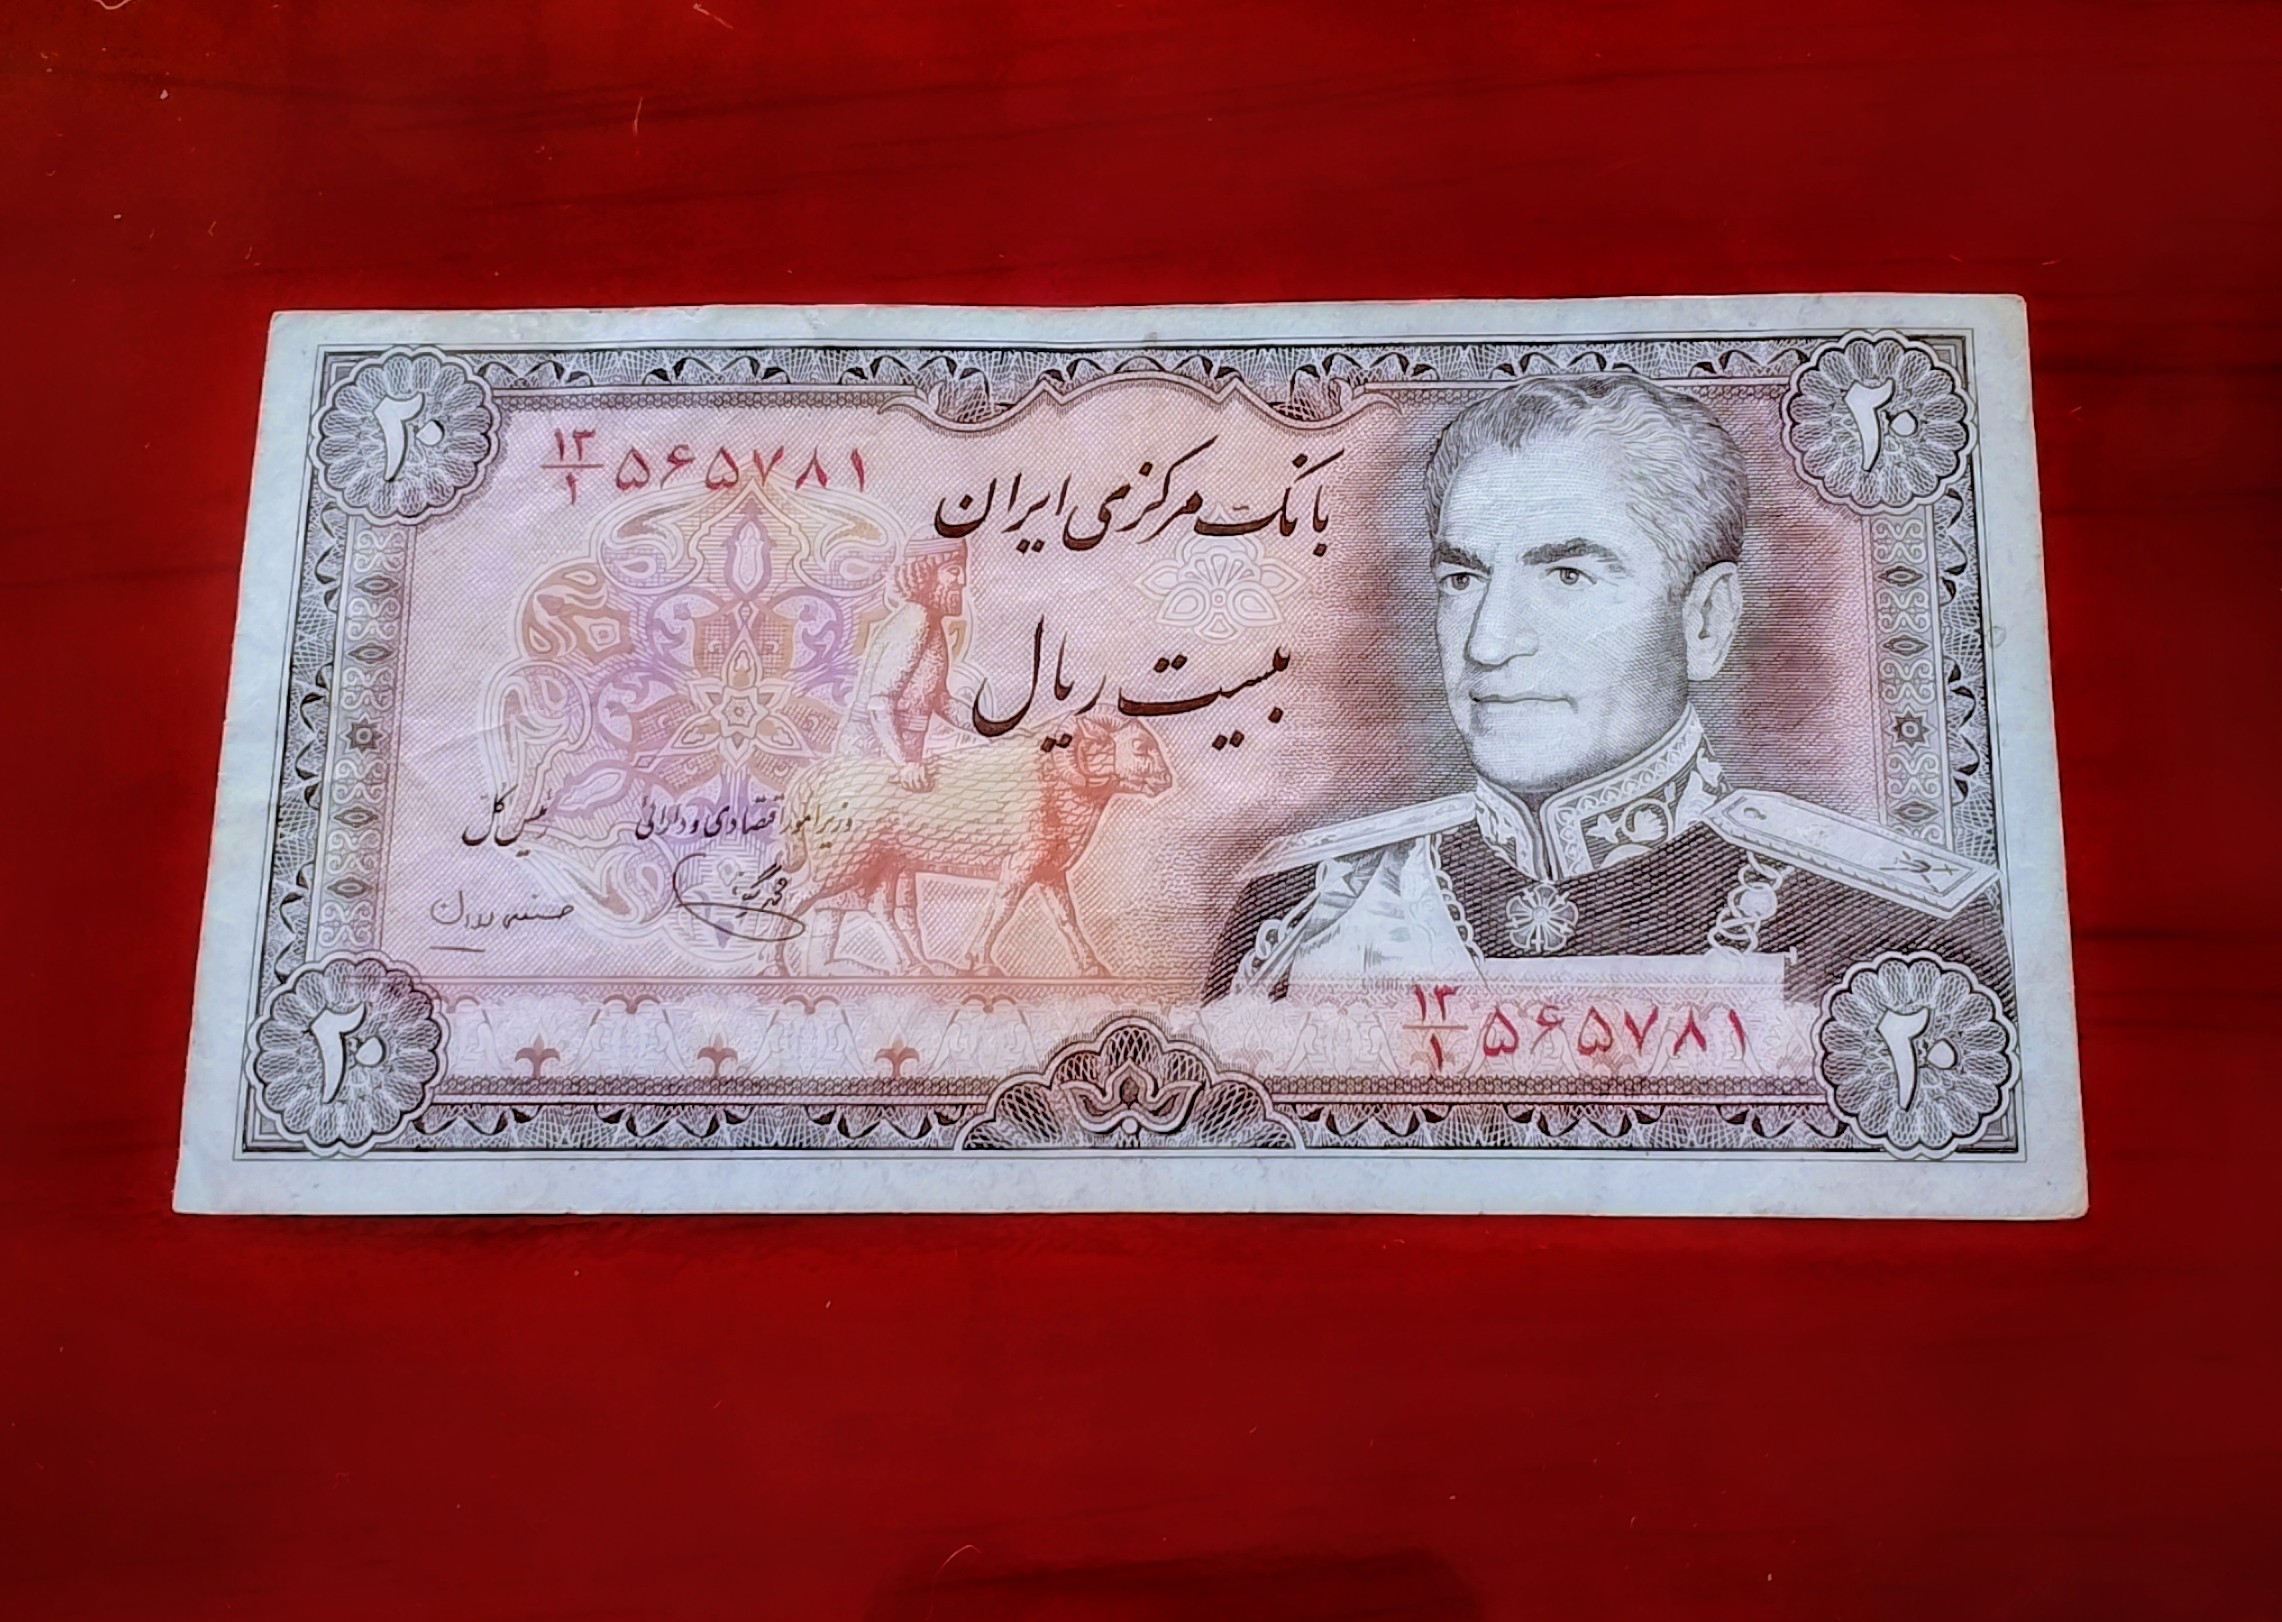 ۲۰
۲۰
۱۳/۱ ۵۶۵۷۸۱
بانک مرکزی ایران
بیست ریال
وزیر امور اقتصادی و دارائی
رئیس کل
۱۳/۱ ۵۶۵۷۸۱
۲۰
۲۰